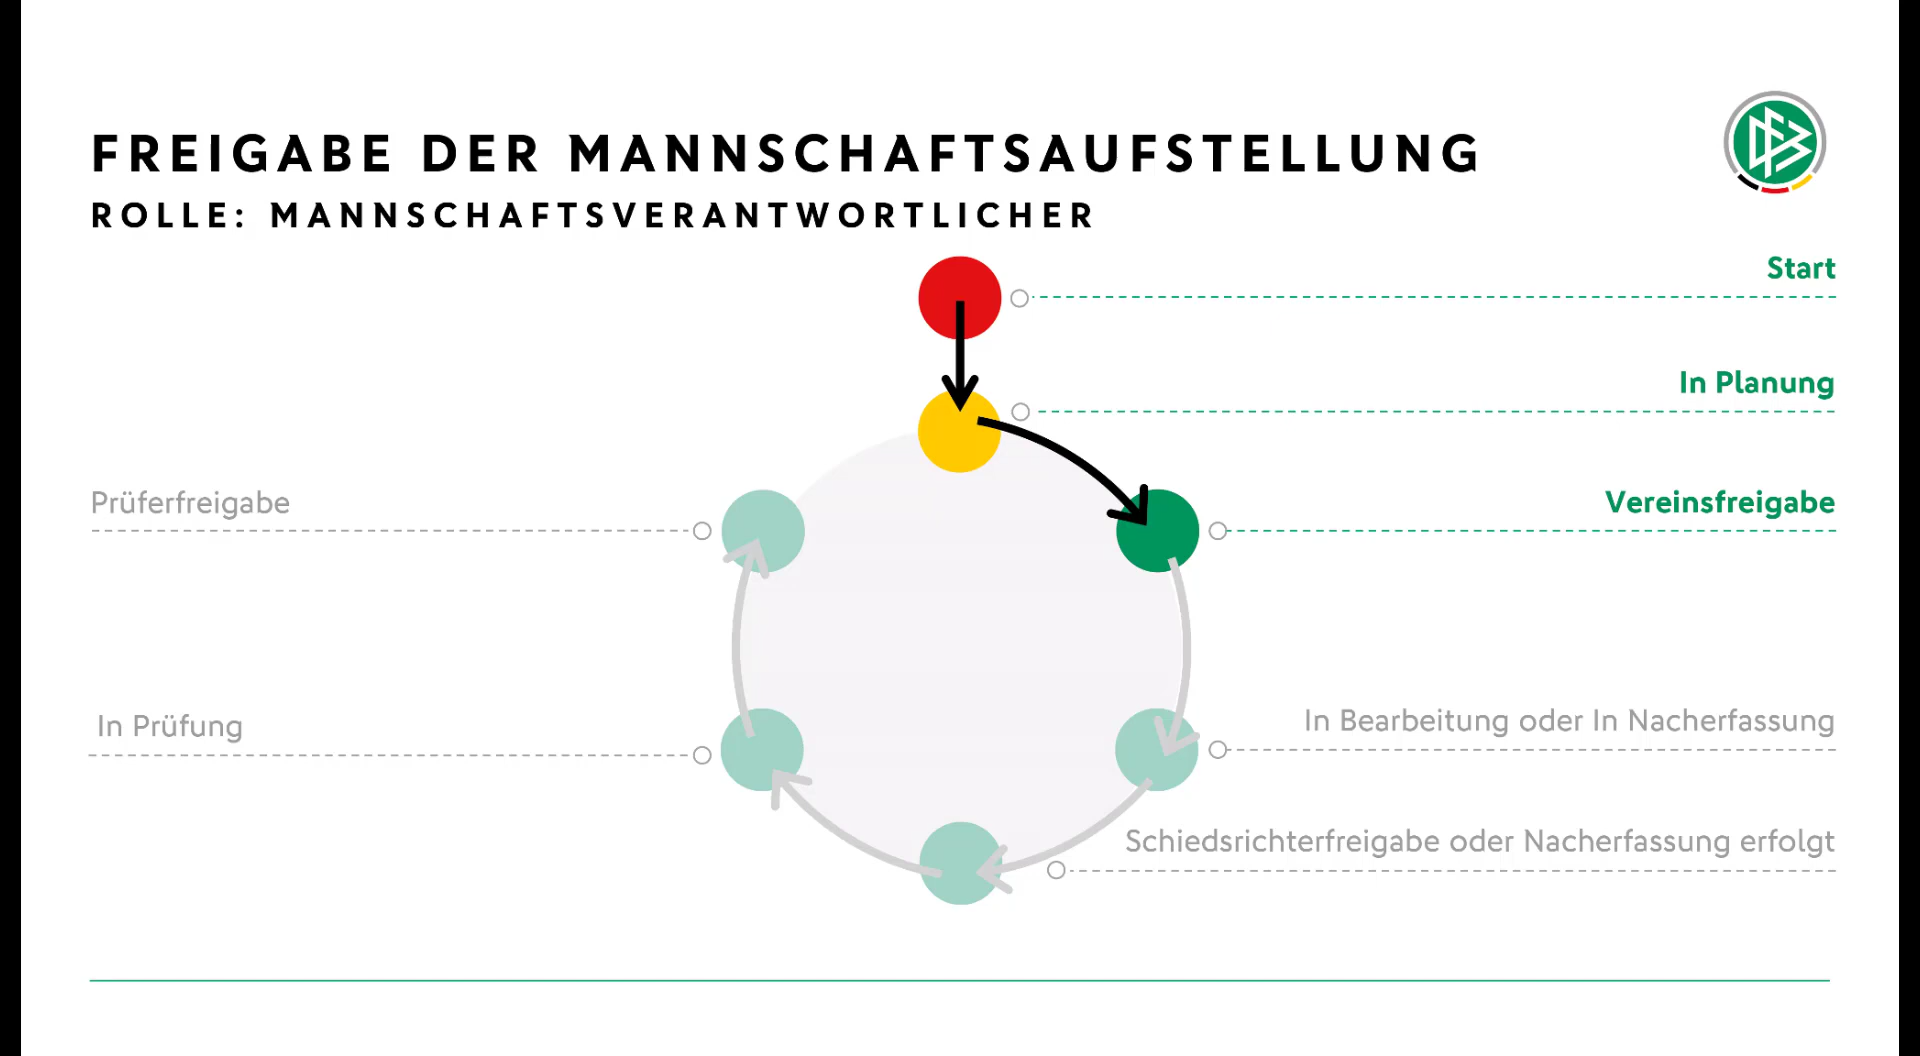 FREIGABE DER MANNSCHAFTSAUFSTELLUNG
ROLLE: MANNSCHAFTSVERANTWORTLICHER
DFB
Start
In Planung
Vereinsfreigabe
In Bearbeitung oder In Nacherfassung
Schiedsrichterfreigabe oder Nacherfassung erfolgt
In Prüfung
Prüferfreigabe